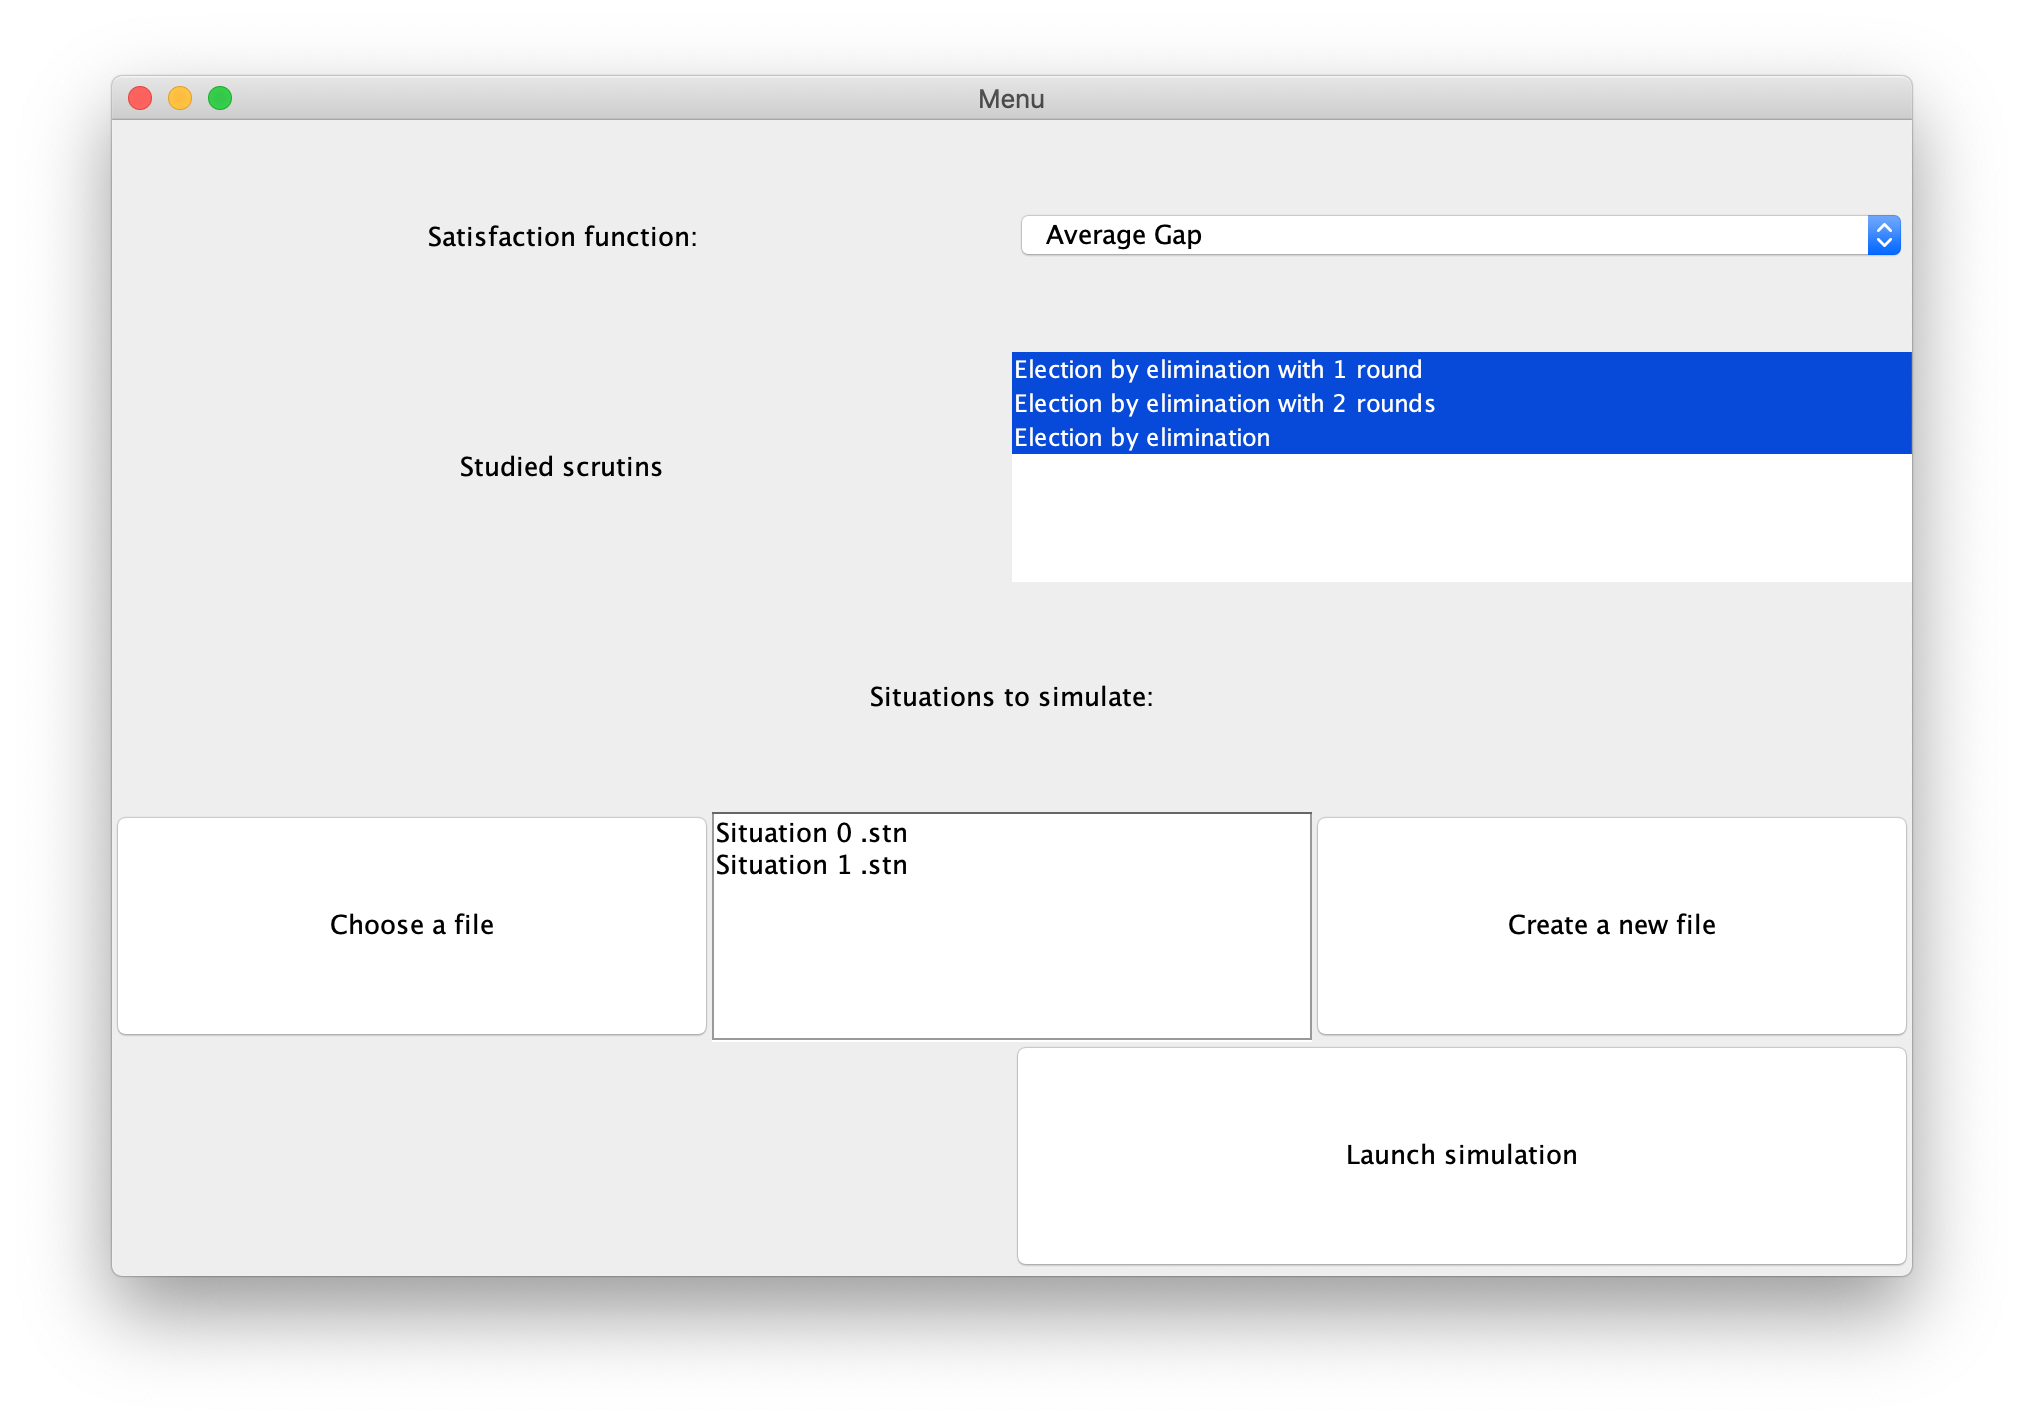 Menu
Satisfaction function:
Average Gap
Studied scrutins
Election by elimination with 1 round
Election by elimination with 2 rounds
Election by elimination
Situations to simulate:
Choose a file
Situation 0 .stn
Situation 1 .stn
Create a new file
Launch simulation